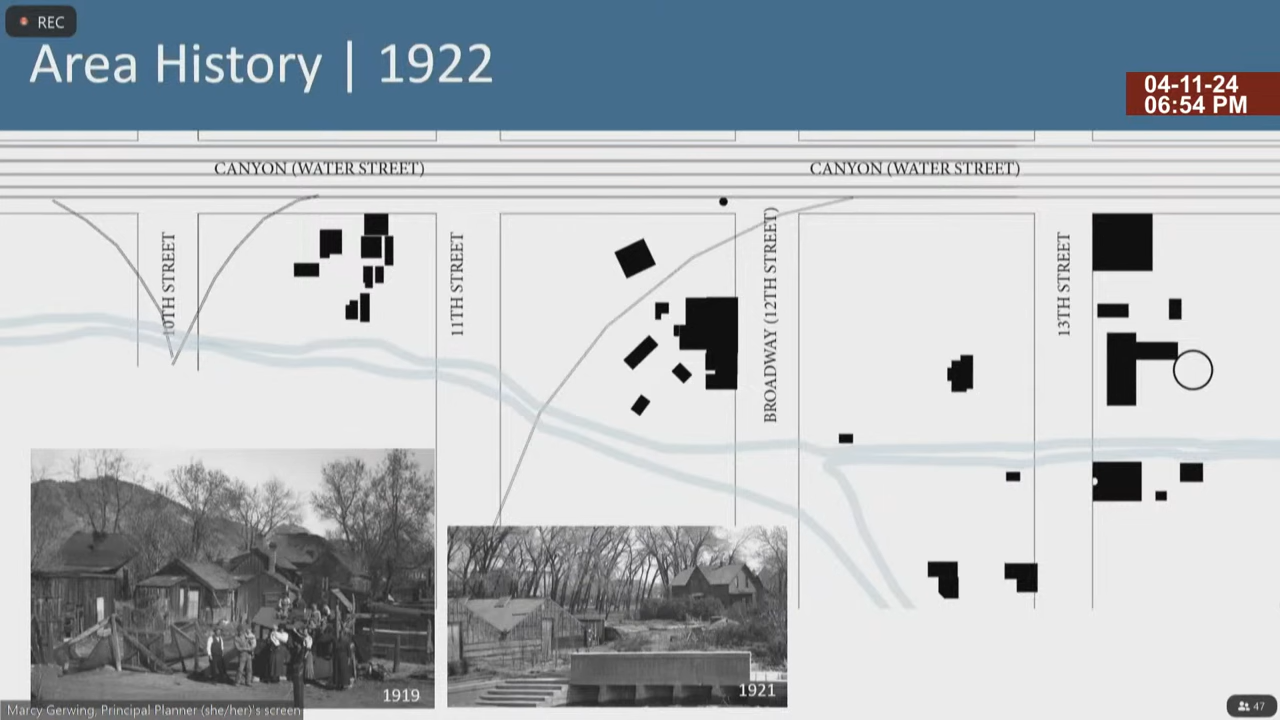 REC
Area History | 1922
04-11-24
06:54 PM
CANYON (WATER STREET)
CANYON (WATER STREET)
10TH STREET
11TH STREET
BROADWAY (12TH STREET)
13TH STREET
1919
1921
Marcy Gerwing, Principal Planner (she/her)'s screen
47